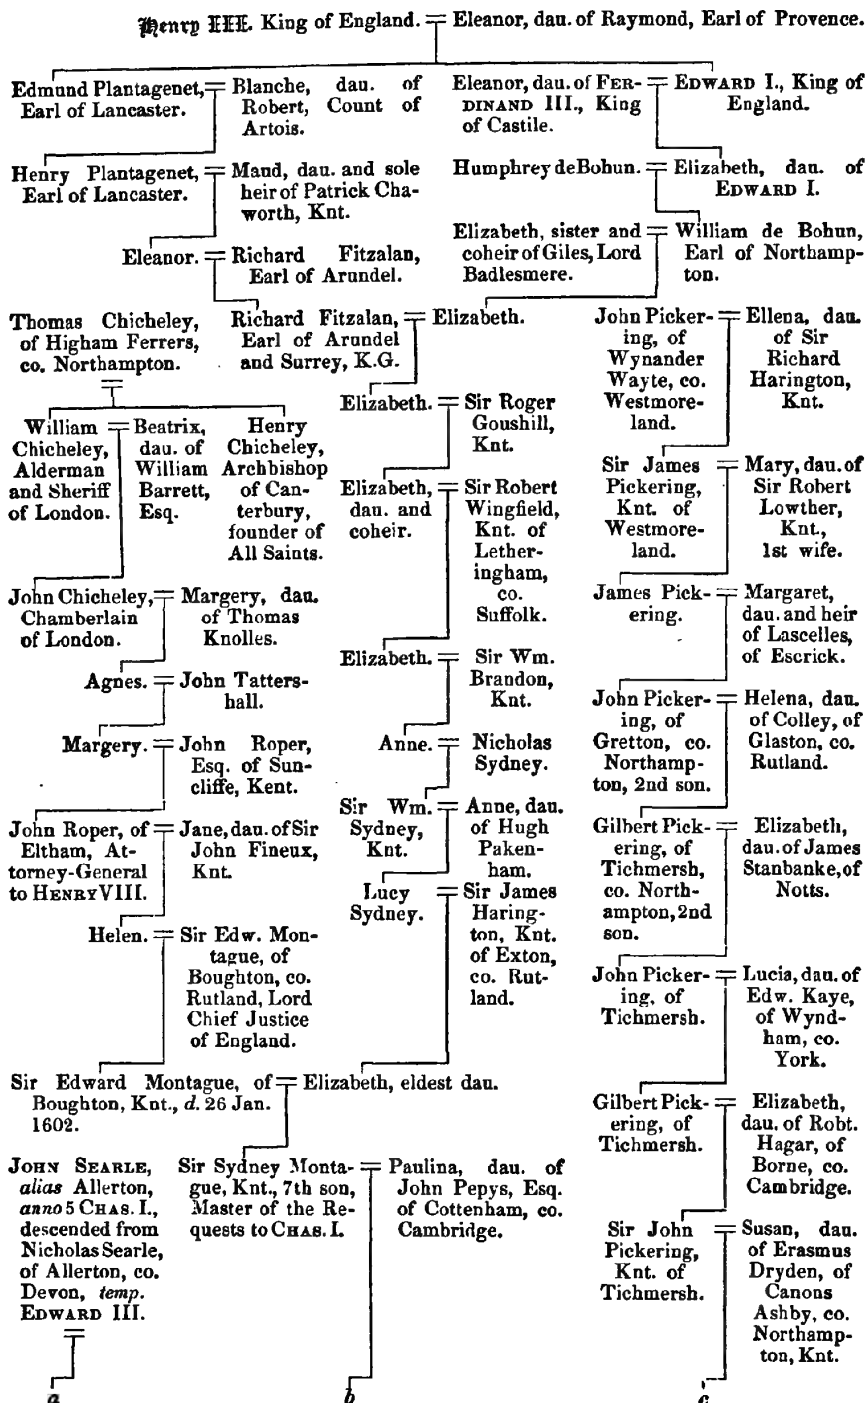 Henry III. King of England. = Eleanor, dau. of Raymond, Earl of Provence.
Edmund Plantagenet, = Blanche, dau. of
Earl of Lancaster. Robert, Count of
Artois.
Eleanor, dau. of FER- = EDWARD I., King of
DINAND III., King England.
of Castile.
Henry Plantagenet, = Maud, dau. and sole
Earl of Lancaster. heir of Patrick Cha-
worth, Knt.
Humphrey de Bohun. = Elizabeth, dau. of
EDWARD I.
Eleanor. = Richard Fitzalan,
Earl of Arundel.
Elizabeth, sister and = William de Bohun,
coheir of Giles, Lord Earl of Northamp-
Badlesmere. ton.
Thomas Chicheley,
of Higham Ferrers,
co. Northampton.
=
Richard Fitzalan, = Elizabeth.
Earl of Arundel
and Surrey, K.G.
John Picker- = Ellena, dau.
ing, of of Sir
Wynander Richard
Wayte, co. Harington,
Westmore- Knt.
land.
William = Beatrix,
Chicheley, dau. of
Alderman William
and Sheriff Barrett,
of London. Esq.
Henry
Chicheley,
Archbishop
of Can-
terbury,
founder of
All Saints.
Elizabeth. = Sir Roger
Goushill,
Knt.
Sir James = Mary, dau. of
Pickering, Sir Robert
Knt. of Lowther,
Westmore- Knt.,
land. 1st wife.
Elizabeth, = Sir Robert
dau. and Wingfield,
coheir. Knt. of
Lether-
ingham,
co.
Suffolk.
John Chicheley, = Margery, dau.
Chamberlain of Thomas
of London. Knolles.
James Pick- = Margaret,
ering. dau. and heir
of Lascelles,
of Escrick.
Agnes. = John Tatters-
hall.
Elizabeth. = Sir Wm.
Brandon,
Knt.
John Picker- = Helena, dau.
ing, of of Colley, of
Gretton, co. Glaston, co.
Northamp- Rutland.
ton, 2nd son.
Margery. = John Roper,
Esq. of Sun-
cliffe, Kent.
Anne. = Nicholas
Sydney.
John Roper, of = Jane, dau. of Sir
Eltham, At- John Fineux,
torney-General Knt.
to HENRY VIII.
Sir Wm. = Anne, dau.
Sydney, of Hugh
Knt. Paken-
ham.
Gilbert Pick- = Elizabeth,
ering, of dau. of James
Tichmersh, Stanbanke, of
co. North- Notts.
ampton, 2nd
son.
Helen. = Sir Edw. Mon-
tague, of
Boughton, co.
Rutland, Lord
Chief Justice
of England.
Lucy = Sir James
Sydney. Haring-
ton, Knt.
of Exton,
co. Rut-
land.
John Picker- = Lucia, dau. of
ing, of Edw. Kaye,
Tichmersh. of Wynd-
ham, co.
York.
Sir Edward Montague, of = Elizabeth, eldest dau.
Boughton, Knt., d. 26 Jan.
1602.
Gilbert Pick- = Elizabeth,
ering, of dau. of Robt.
Tichmersh. Hagar, of
Borne, co.
Cambridge.
JOHN SEARLE,
alias Allerton,
anno 5 CHAS. I.,
descended from
Nicholas Searle,
of Allerton, co.
Devon, temp.
EDWARD III.
=
Sir Sydney Monta- = Paulina, dau. of
gue, Knt., 7th son, John Pepys, Esq.
Master of the Re- of Cottenham, co.
quests to CHAS. I. Cambridge.
Sir John = Susan, dau.
Pickering, of Erasmus
Knt. of Dryden, of
Tichmersh. Canons
Ashby, co.
Northamp-
ton, Knt.
a b c